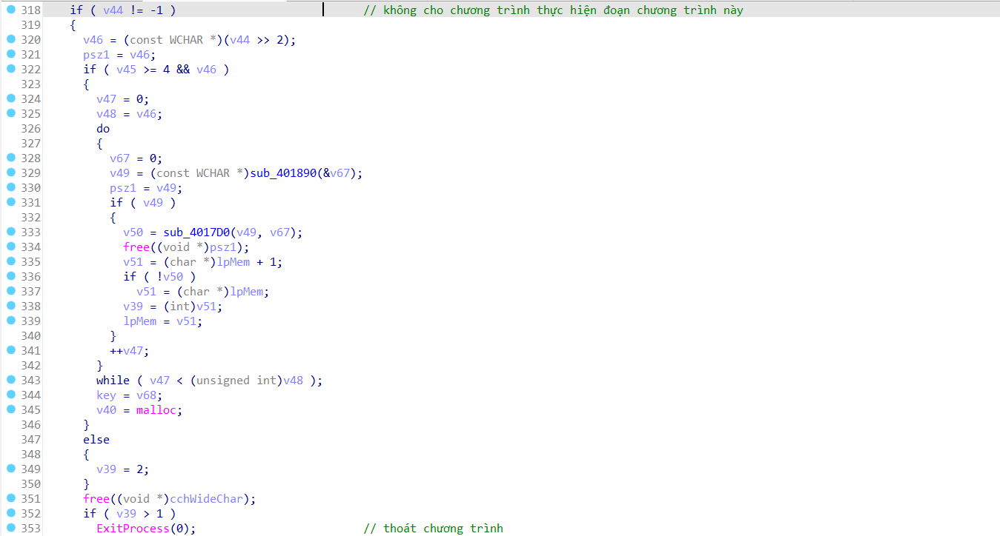 318 if ( v44 != -1 ) // không cho chương trình thực hiện đoạn chương trình này
319 {
320 v46 = (const WCHAR *)(v44 >> 2);
321 psz1 = v46;
322 if ( v45 >= 4 && v46 )
323 {
324 v47 = 0;
325 v48 = v46;
326 do
327 {
328 v67 = 0;
329 v49 = (const WCHAR *)sub_401890(&v67);
330 psz1 = v49;
331 if ( v49 )
332 {
333 v50 = sub_4017D0(v49, v67);
334 free((void *)psz1);
335 v51 = (char *)lpMem + 1;
336 if ( !v50 )
337 v51 = (char *)lpMem;
338 v39 = (int)v51;
339 lpMem = v51;
340 }
341 ++v47;
342 }
343 while ( v47 < (unsigned int)v48 );
344 key = v68;
345 v40 = malloc;
346 }
347 else
348 {
349 v39 = 2;
350 }
351 free((void *)cchWideChar);
352 if ( v39 > 1 )
353 ExitProcess(0); // thoát chương trình